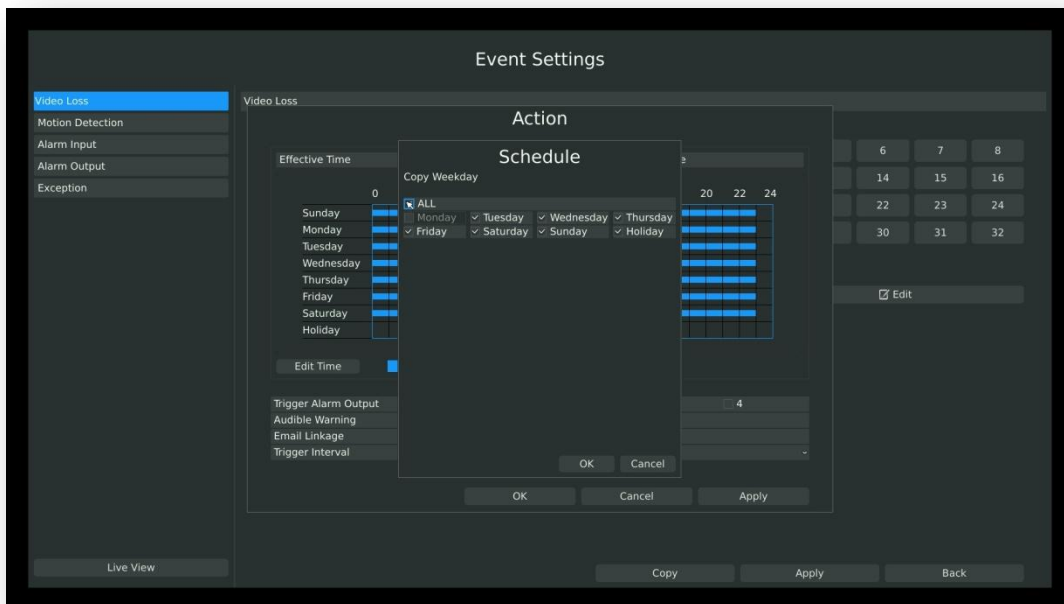 Event Settings
Video Loss
Motion Detection
Alarm Input
Alarm Output
Exception
Live View
Video Loss
Action
Effective Time
0 20 22 24
Sunday
Monday
Tuesday
Wednesday
Thursday
Friday
Saturday
Holiday
Edit Time
Trigger Alarm Output 4
Audible Warning
Email Linkage
Trigger Interval
OK Cancel Apply
Schedule
Copy Weekday
ALL
Monday Tuesday Wednesday Thursday
Friday Saturday Sunday Holiday
OK Cancel
6 7 8
14 15 16
22 23 24
30 31 32
Edit
Copy Apply Back